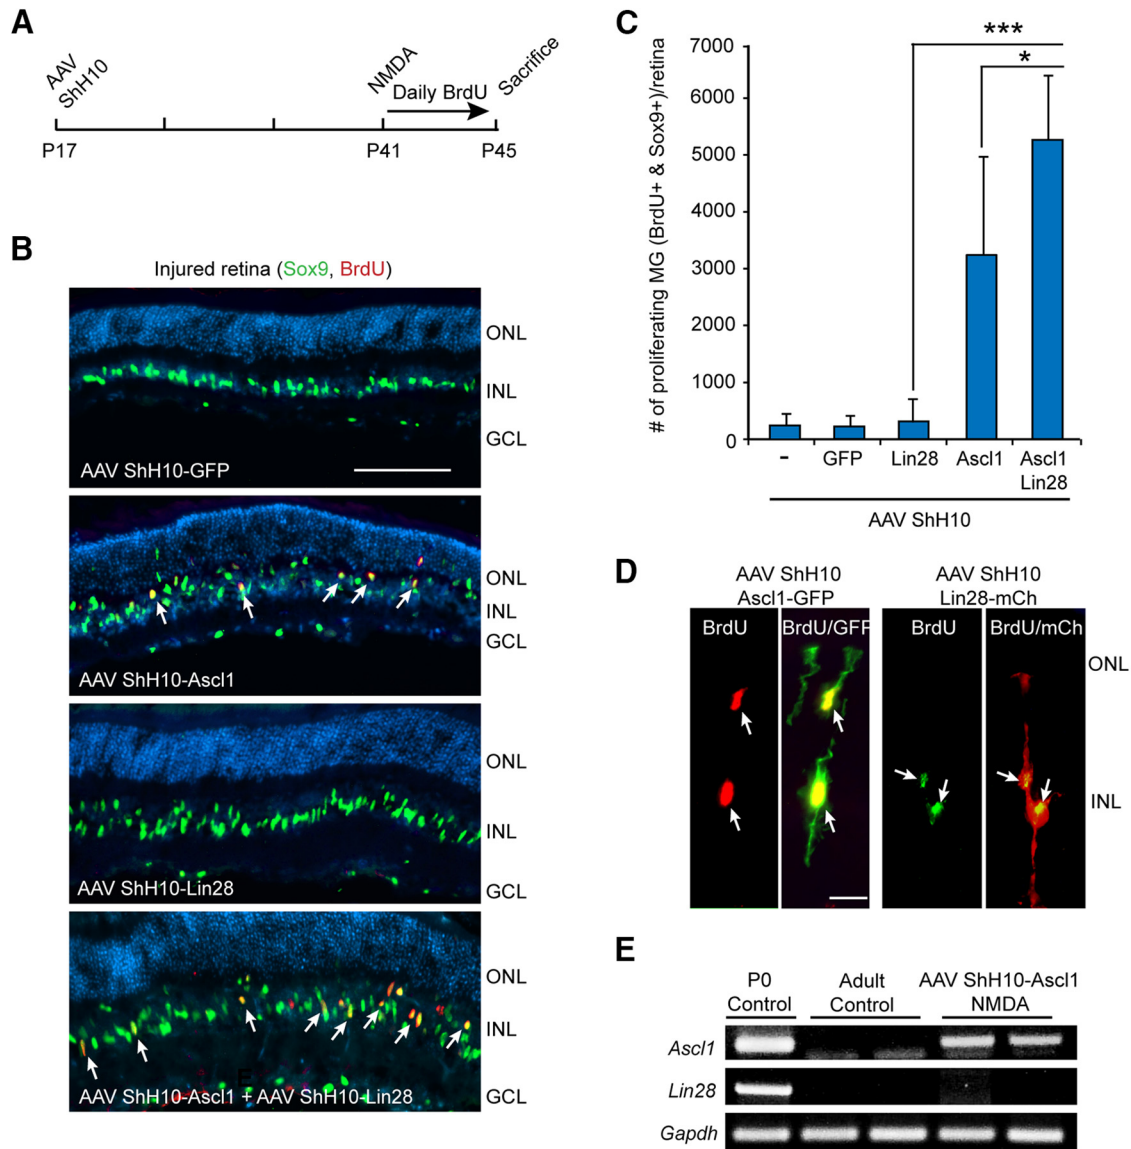 A
AAV
ShH10
NMDA
Daily BrdU
Sacrifice
P17
P41
P45
B
Injured retina (Sox9, BrdU)
ONL
INL
GCL
AAV ShH10-GFP
ONL
INL
GCL
AAV ShH10-Ascl1
ONL
INL
GCL
AAV ShH10-Lin28
ONL
INL
GCL
AAV ShH10-Ascl1 + AAV ShH10-Lin28
C
# of proliferating MG (BrdU+ & Sox9+)/retina
7000
6000
5000
4000
3000
2000
1000
0
***
*
- GFP Lin28 Ascl1 Ascl1
Lin28
AAV ShH10
D
AAV ShH10
Ascl1-GFP
AAV ShH10
Lin28-mCh
BrdU BrdU/GFP BrdU BrdU/mCh
ONL
INL
E
P0
Control
Adult
Control
AAV ShH10-Ascl1
NMDA
Ascl1
Lin28
Gapdh